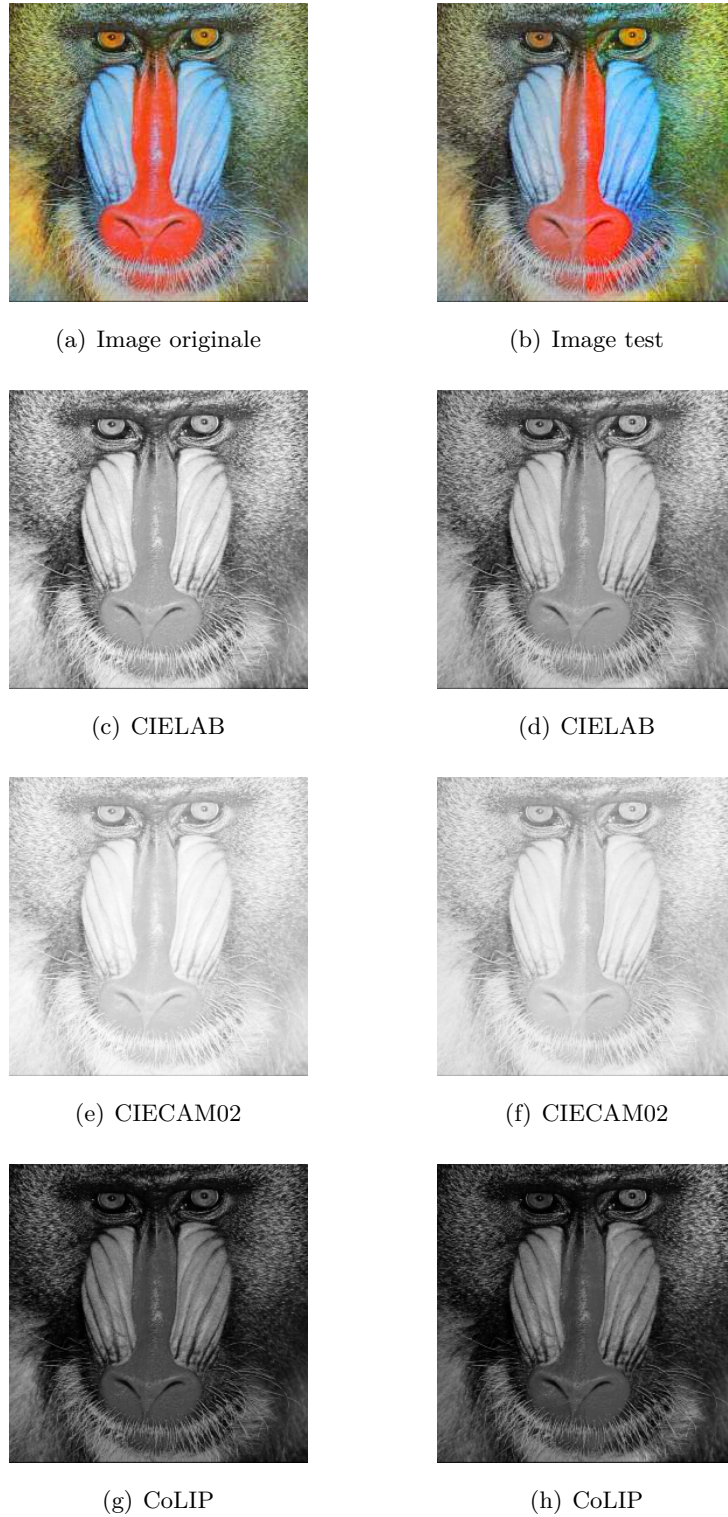 (a) Image originale
(b) Image test
(c) CIELAB
(d) CIELAB
(e) CIECAM02
(f) CIECAM02
(g) CoLIP
(h) CoLIP